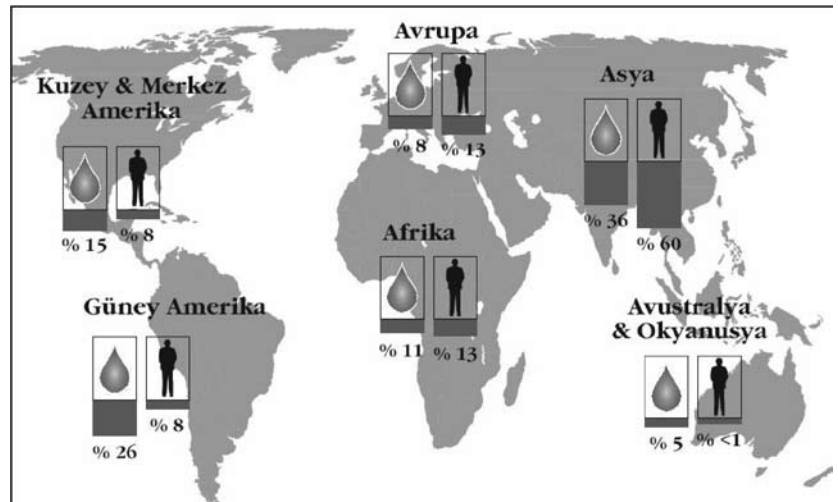 Avrupa
% 8 % 13
Kuzey & Merkez
Amerika
% 15 % 8
Asya
% 36 % 60
Afrika
% 11 % 13
Güney Amerika
% 26 % 8
Avustralya
& Okyanusya
% 5 % <1